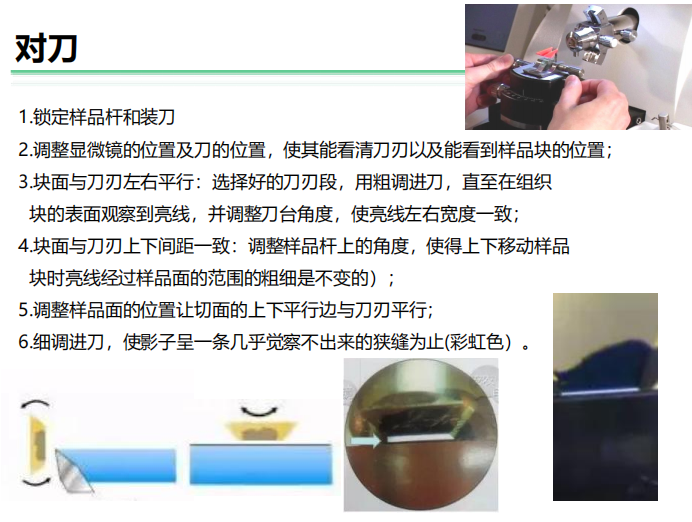 对刀
1.锁定样品杆和装刀
2.调整显微镜的位置及刀的位置，使其能看清刀刃以及能看到样品块的位置；
3.块面与刀刃左右平行：选择好的刀刃段，用粗调进刀，直至在组织
块的表面观察到亮线，并调整刀台角度，使亮线左右宽度一致；
4.块面与刀刃上下间距一致：调整样品杆上的角度，使得上下移动样品
块时亮线经过样品面的范围的粗细是不变的）；
5.调整样品面的位置让切面的上下平行边与刀刃平行；
6.细调进刀，使影子呈一条几乎觉察不出来的狭缝为止(彩虹色）。